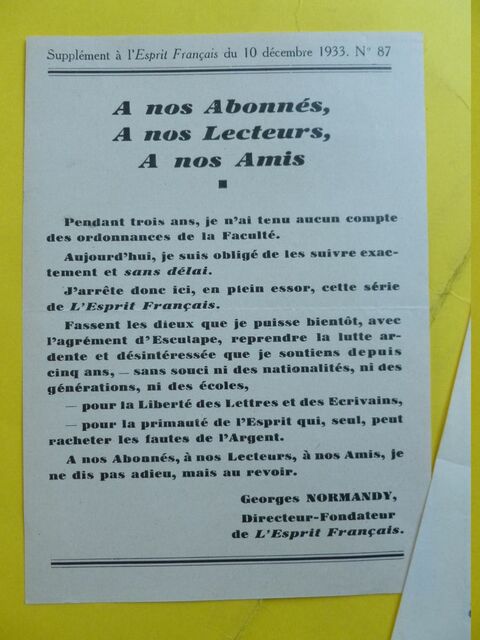 Supplément à l'Esprit Français du 10 décembre 1933. N° 87
A nos Abonnés,
A nos Lecteurs,
A nos Amis
Pendant trois ans, je n'ai tenu aucun compte
des ordonnances de la Faculté.
Aujourd'hui, je suis obligé de les suivre exac-
tement et sans délai.
J'arrête donc ici, en plein essor, cette série
de L'Esprit Français.
Fassent les dieux que je puisse bientôt, avec
l'agrément d'Esculape, reprendre la lutte ar-
dente et désintéressée que je soutiens depuis
cinq ans, — sans souci ni des nationalités, ni des
générations, ni des écoles,
— pour la Liberté des Lettres et des Ecrivains,
— pour la primauté de l'Esprit qui, seul, peut
racheter les fautes de l'Argent.
A nos Abonnés, à nos Lecteurs, à nos Amis, je
ne dis pas adieu, mais au revoir.
Georges NORMANDY,
Directeur-Fondateur
de L'Esprit Français.